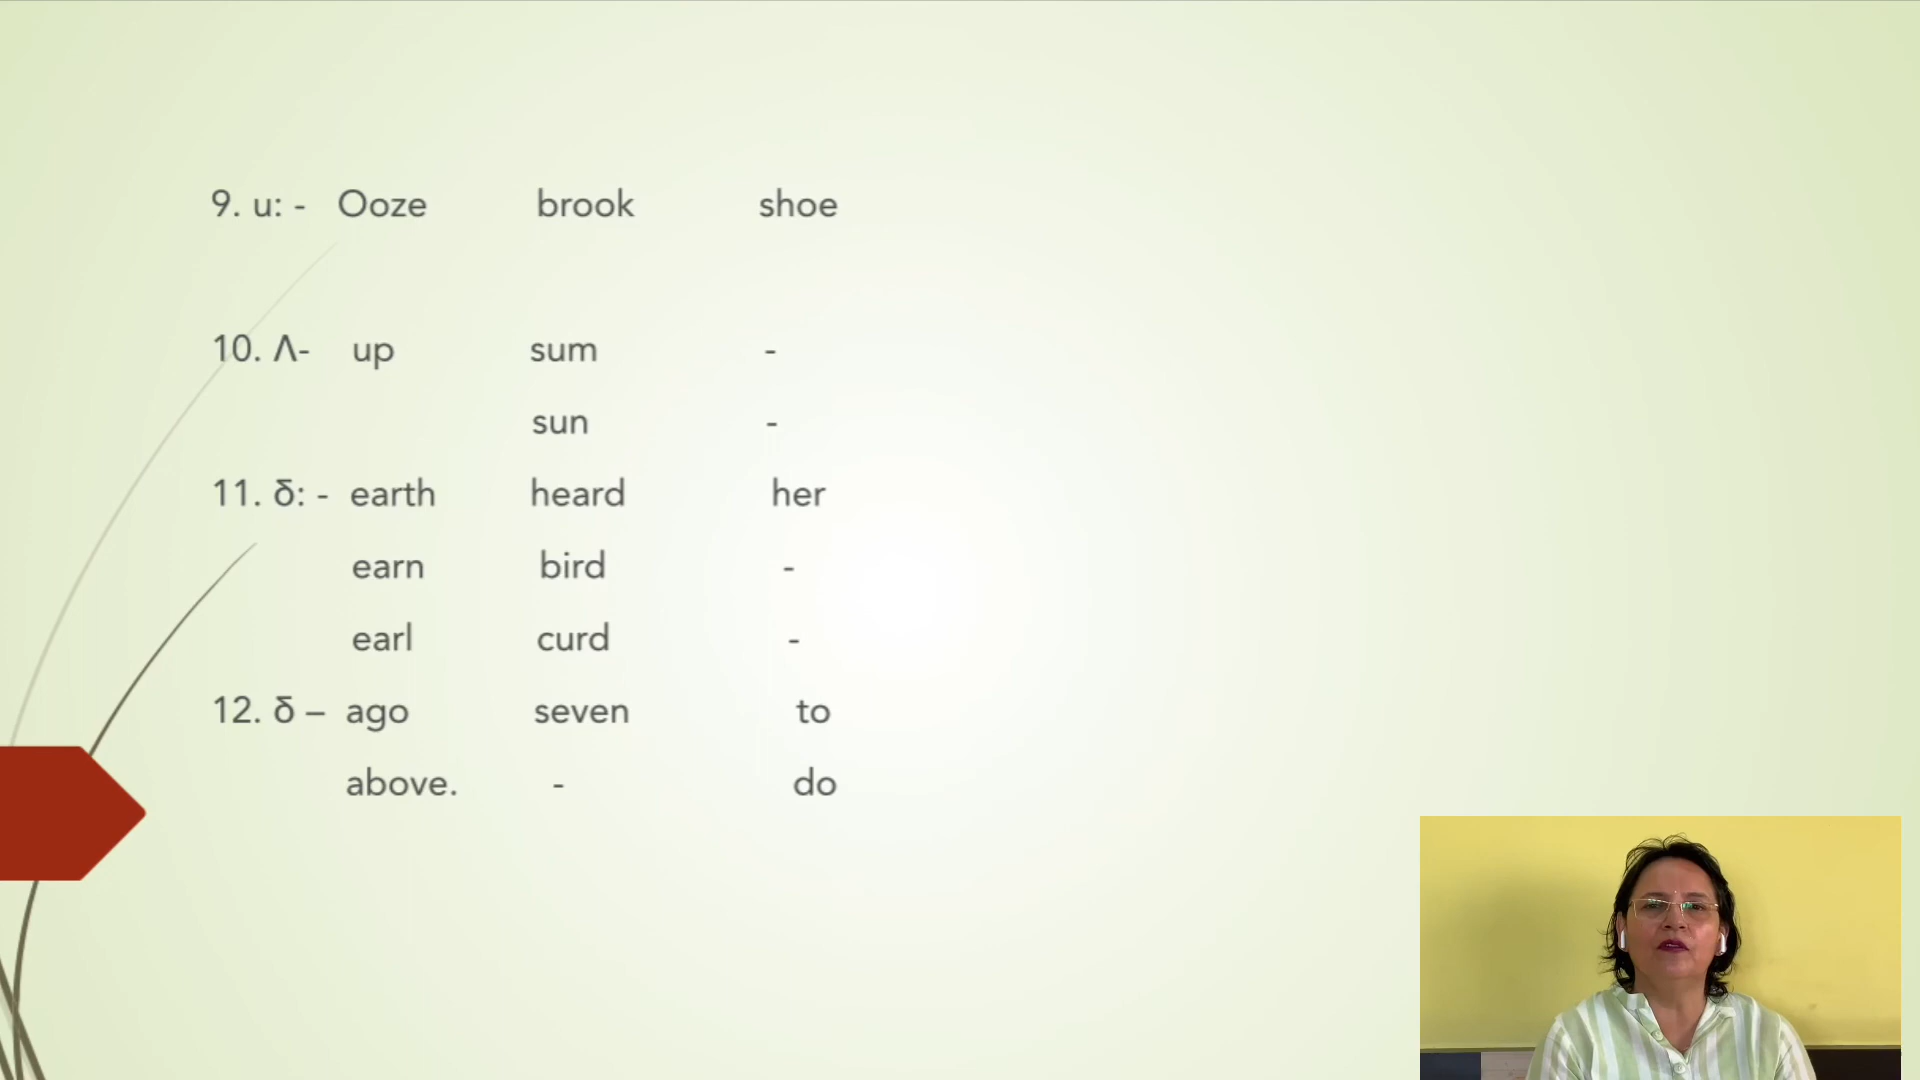 9. u: - Ooze brook shoe
10. Λ- up sum -
sun -
11. δ: - earth heard her
earn bird -
earl curd -
12. δ – ago seven to
above. - do